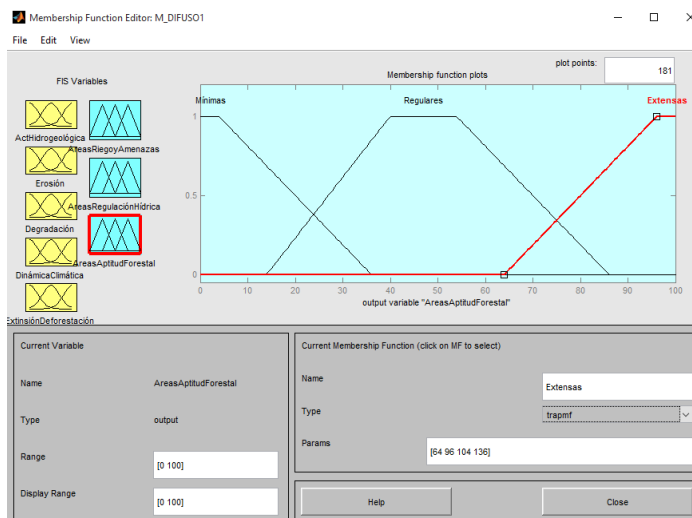 Membership Function Editor: M_DIFUSO1
File Edit View
FIS Variables
ActHidrogeológica
AreasRiegoyAmenazas
Erosión
AreasRegulaciónHídrica
Degradación
AreasAptitudForestal
DinámicaClimática
ExtinsiónDeforestación
plot points: 181
Membership function plots
Mínimas Regulares Extensas
1
0.5
0
0 10 20 30 40 50 60 70 80 90 100
output variable "AreasAptitudForestal"
Current Variable
Name AreasAptitudForestal
Type output
Range [0 100]
Display Range [0 100]
Current Membership Function (click on MF to select)
Name Extensas
Type trapmf
Params [64 96 104 136]
Help Close